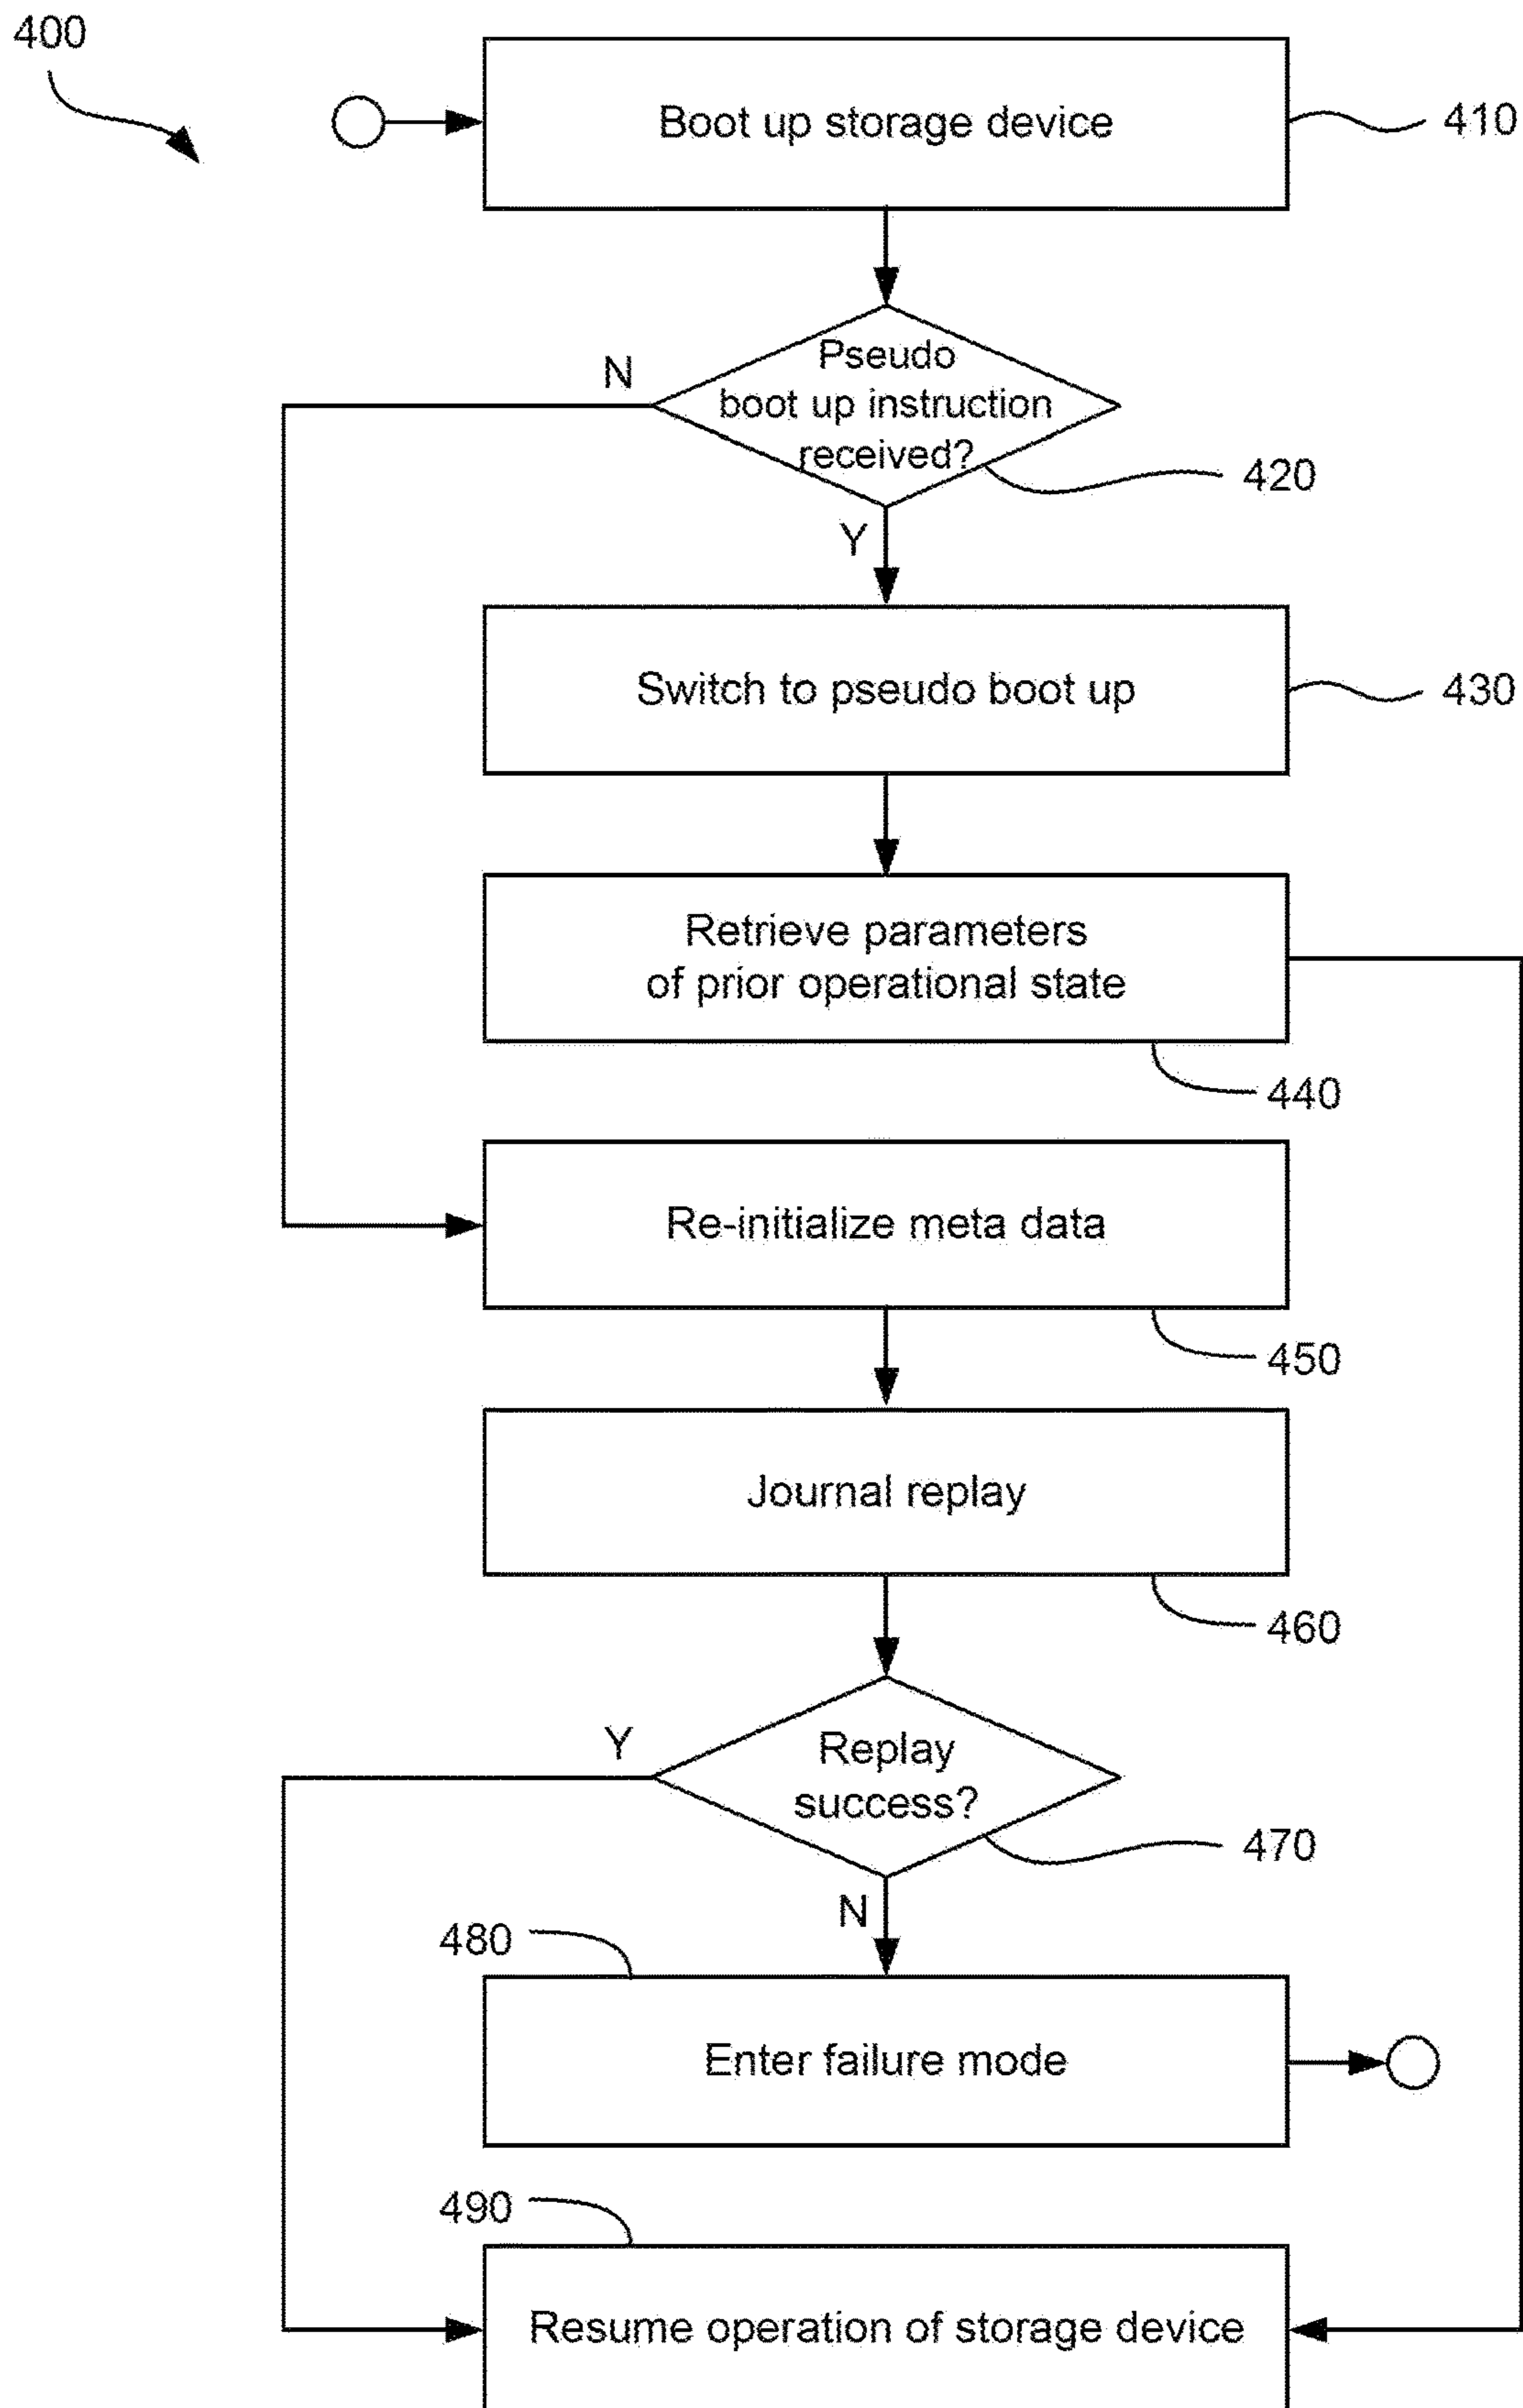 400
Boot up storage device
410
Pseudo
boot up instruction
received?
N
420
Y
Switch to pseudo boot up
430
Retrieve parameters
of prior operational state
440
Re-initialize meta data
450
Journal replay
460
Replay
success?
Y
470
N
480
Enter failure mode
490
Resume operation of storage device